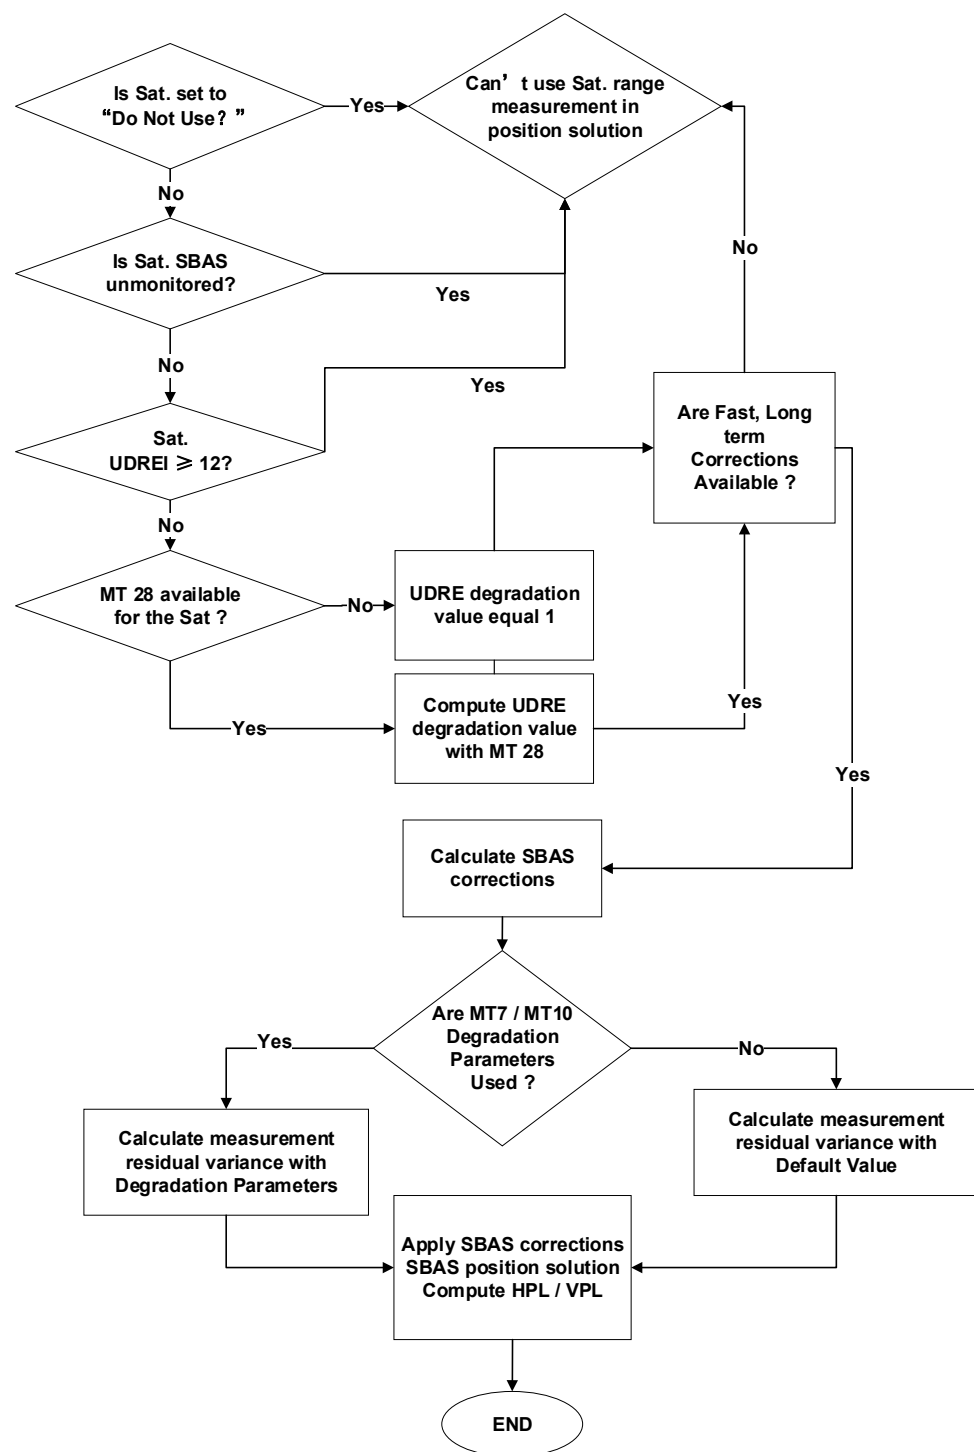 Is Sat. set to
“Do Not Use?”
Yes
Can’t use Sat. range
measurement in
position solution
No
Is Sat. SBAS
unmonitored?
Yes
No
No
Yes
Sat.
UDREI ≥ 12?
Are Fast, Long
term
Corrections
Available ?
No
MT 28 available
for the Sat ?
No
UDRE degradation
value equal 1
Yes
Compute UDRE
degradation value
with MT 28
Yes
Yes
Calculate SBAS
corrections
Are MT7 / MT10
Degradation
Parameters
Used ?
Yes
No
Calculate measurement
residual variance with
Degradation Parameters
Calculate measurement
residual variance with
Default Value
Apply SBAS corrections
SBAS position solution
Compute HPL / VPL
END